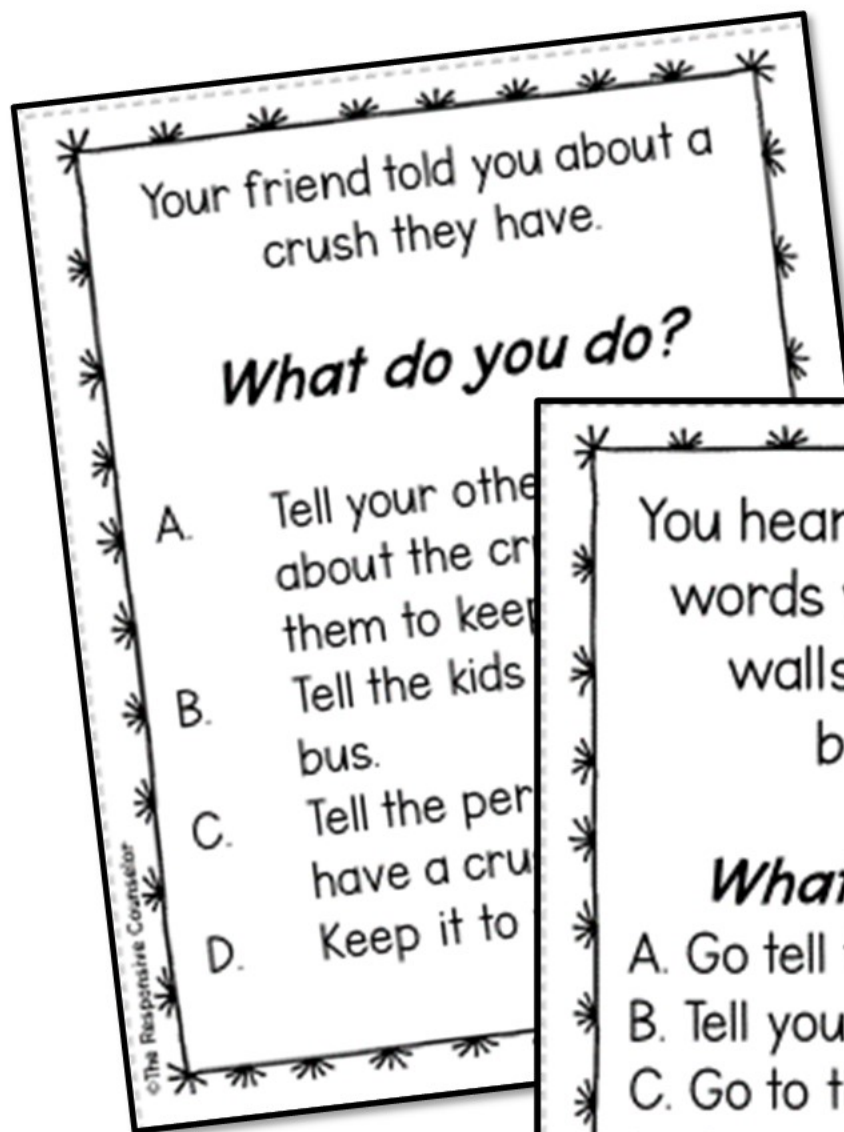 Your friend told you about a
crush they have.
What do you do?
A. Tell your othe
about the cr
them to keep
B. Tell the kids
bus.
C. Tell the per
have a cru
D. Keep it to
©The Responsive Counselor
You hear
words
walls
b
What
A. Go tell
B. Tell you
C. Go to t